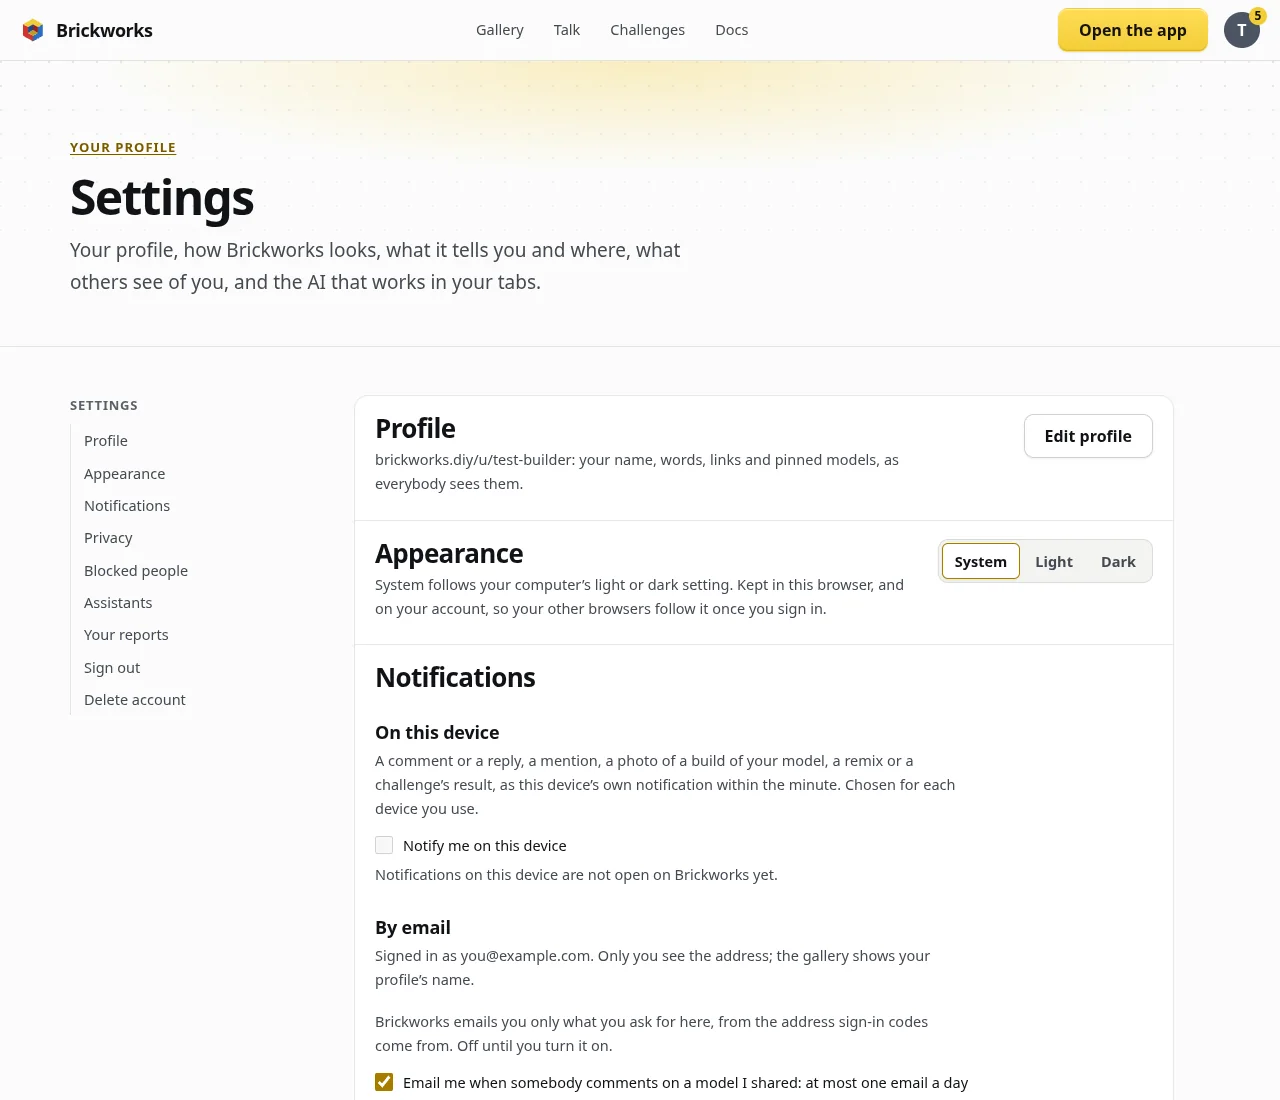 Brickworks
Gallery
Talk
Challenges
Docs
Open the app
T
5
YOUR PROFILE
Settings
Your profile, how Brickworks looks, what it tells you and where, what
others see of you, and the AI that works in your tabs.
SETTINGS
Profile
Appearance
Notifications
Privacy
Blocked people
Assistants
Your reports
Sign out
Delete account
Profile
brickworks.diy/u/test-builder: your name, words, links and pinned models, as
everybody sees them.
Edit profile
Appearance
System follows your computer’s light or dark setting. Kept in this browser, and
on your account, so your other browsers follow it once you sign in.
System
Light
Dark
Notifications
On this device
A comment or a reply, a mention, a photo of a build of your model, a remix or a
challenge’s result, as this device’s own notification within the minute. Chosen for each
device you use.
Notify me on this device
Notifications on this device are not open on Brickworks yet.
By email
Signed in as you@example.com. Only you see the address; the gallery shows your
profile’s name.
Brickworks emails you only what you ask for here, from the address sign-in codes
come from. Off until you turn it on.
Email me when somebody comments on a model I shared: at most one email a day